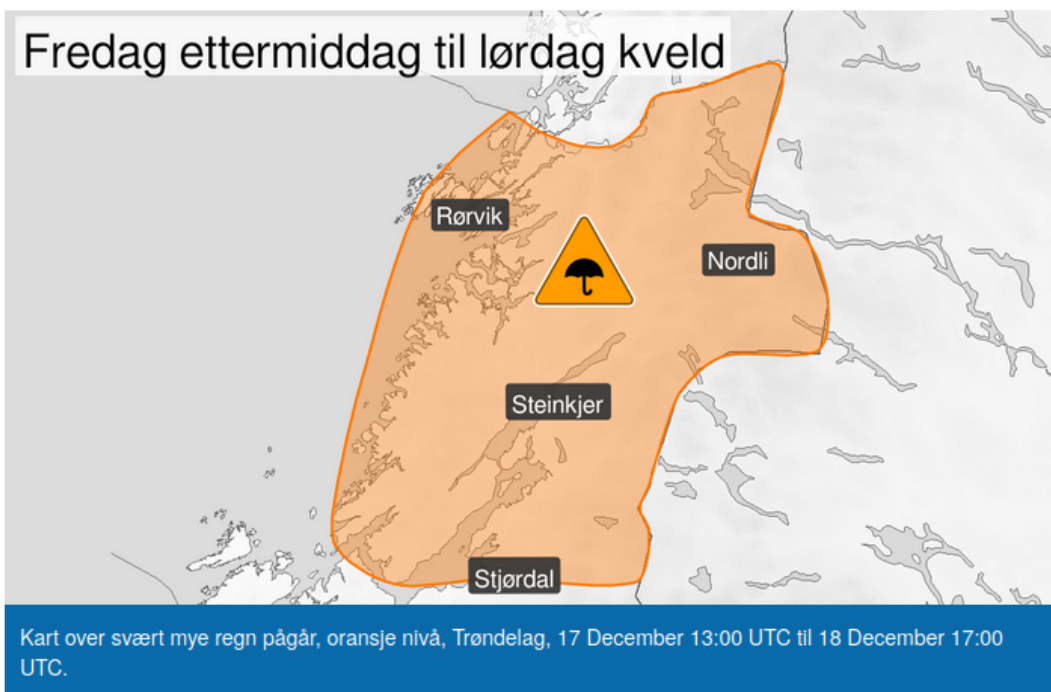 Fredag ettermiddag til lørdag kveld
Rørvik
Nordli
Steinkjer
Stjørdal
Kart over svært mye regn pågår, oransje nivå, Trøndelag, 17 December 13:00 UTC til 18 December 17:00
UTC.